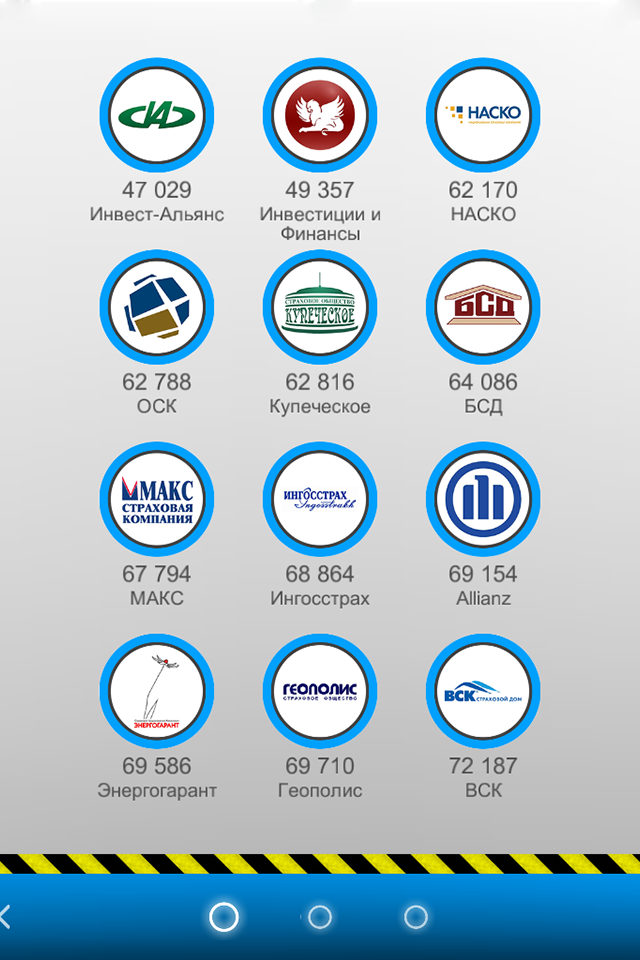 НАСКО
47 029
49 357
62 170
Инвест-Альянс
Инвестиции и
Финансы
НАСКО
СТРАХОВОЕ ОБЩЕСТВО
КУПЕЧЕСКОЕ
БСД
62 788
62 816
64 086
ОСК
Купеческое
БСД
МАКС
СТРАХОВАЯ
КОМПАНИЯ
ИНГОССТРАХ
Ingosstrakh
67 794
68 864
69 154
МАКС
Ингосстрах
Allianz
ЭНЕРГОГАРАНТ
ГЕОПОЛИС
СТРАХОВОЕ ОБЩЕСТВО
ВСК СТРАХОВОЙ ДОМ
69 586
69 710
72 187
Энергогарант
Геополис
ВСК